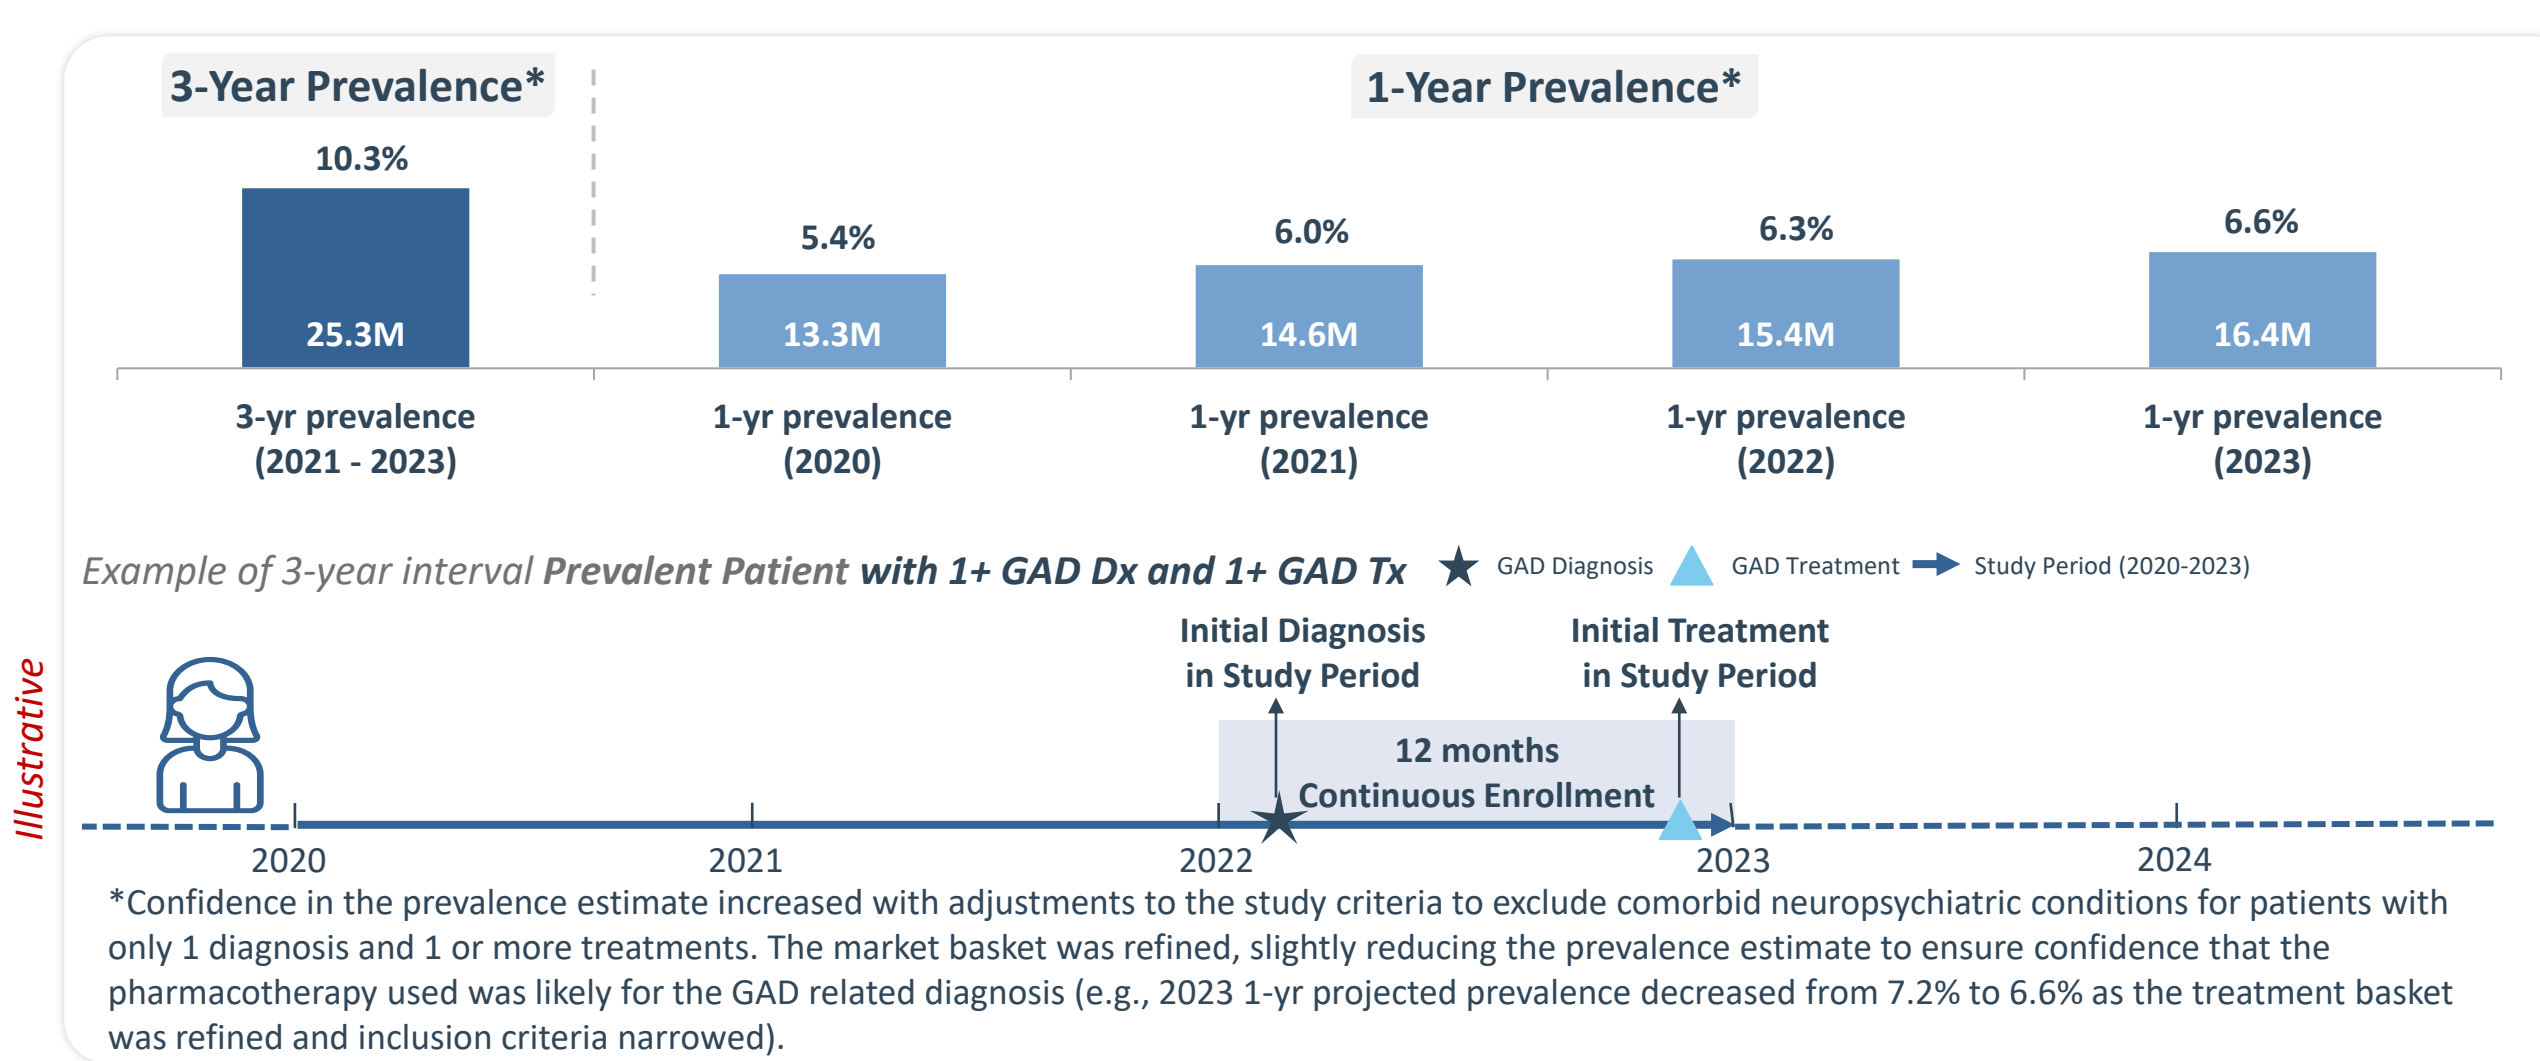 3-Year Prevalence*
1-Year Prevalence*
10.3%
5.4%
6.0%
6.3%
6.6%
25.3M
13.3M
14.6M
15.4M
16.4M
3-yr prevalence
(2021 - 2023)
1-yr prevalence
(2020)
1-yr prevalence
(2021)
1-yr prevalence
(2022)
1-yr prevalence
(2023)
Example of 3-year interval Prevalent Patient with 1+ GAD Dx and 1+ GAD Tx
GAD Diagnosis
GAD Treatment
Study Period (2020-2023)
Initial Diagnosis
in Study Period
Initial Treatment
in Study Period
12 months
Continuous Enrollment
Illustrative
2020
2021
2022
2023
2024
*Confidence in the prevalence estimate increased with adjustments to the study criteria to exclude comorbid neuropsychiatric conditions for patients with
only 1 diagnosis and 1 or more treatments. The market basket was refined, slightly reducing the prevalence estimate to ensure confidence that the
pharmacotherapy used was likely for the GAD related diagnosis (e.g., 2023 1-yr projected prevalence decreased from 7.2% to 6.6% as the treatment basket
was refined and inclusion criteria narrowed).